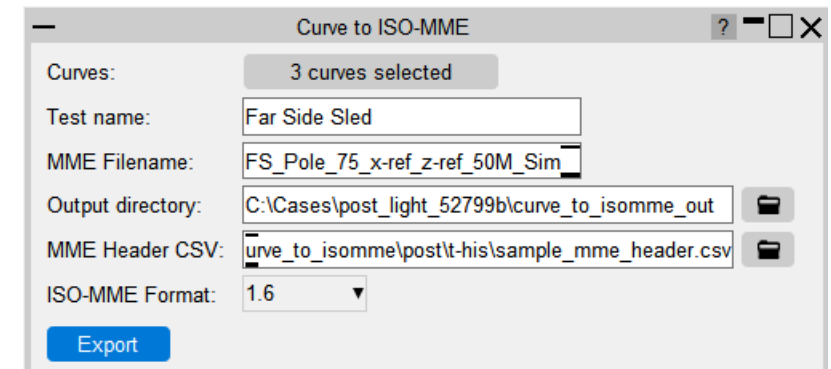 Curve to ISO-MME ?
Curves: 3 curves selected
Test name: Far Side Sled
MME Filename: FS_Pole_75_x-ref_z-ref_50M_Sim
Output directory: C:\Cases\post_light_52799b\curve_to_isomme_out
MME Header CSV: urve_to_isomme\post\t-his\sample_mme_header.csv
ISO-MME Format: 1.6
Export